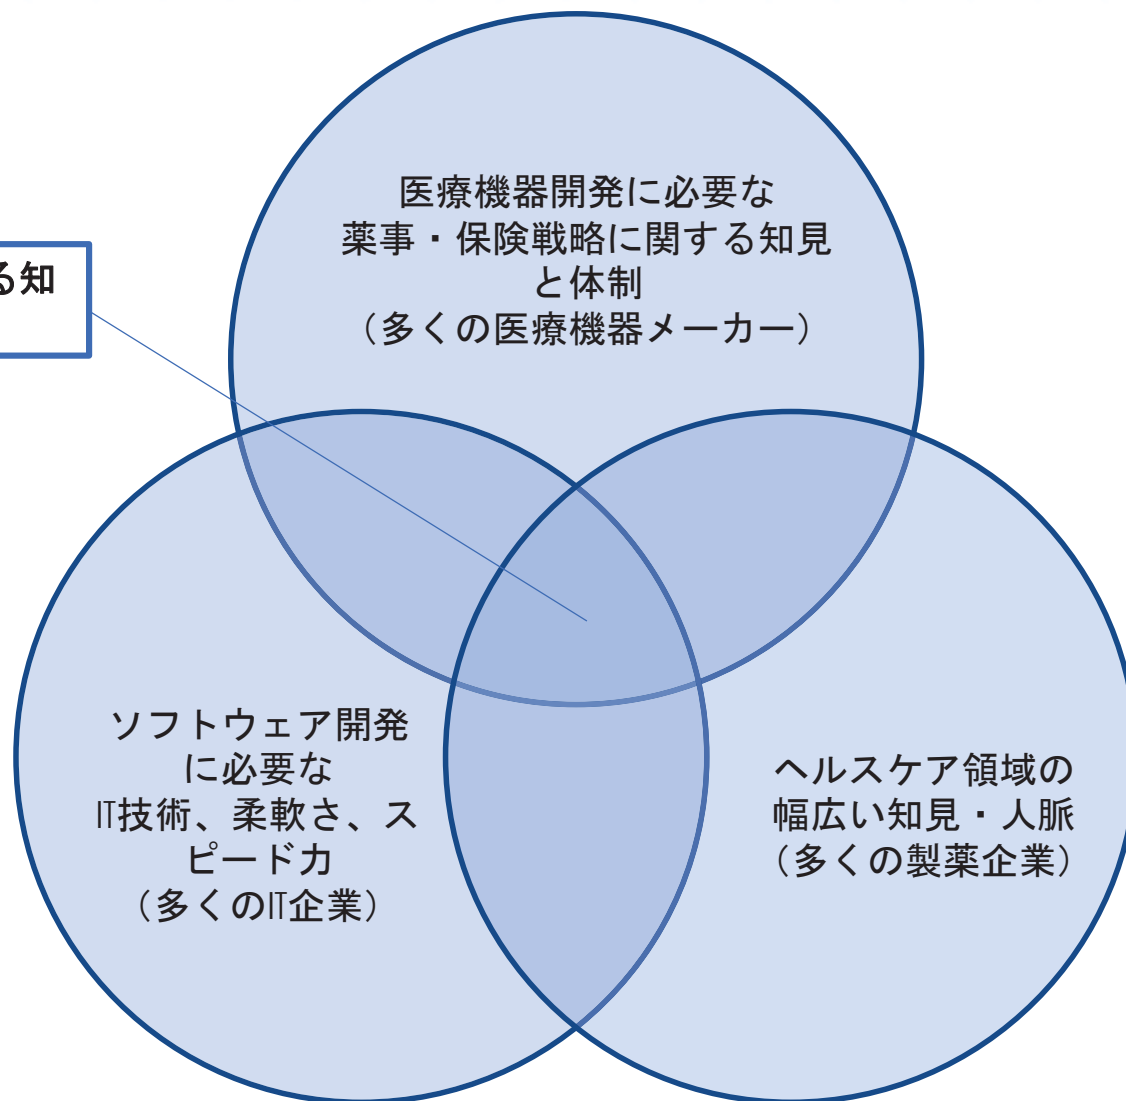 医療機器開発に必要な
薬事・保険戦略に関する知見
と体制
（多くの医療機器メーカー）
る知
ソフトウェア開発
に必要な
IT技術、柔軟さ、ス
ピード力
（多くのIT企業）
ヘルスケア領域の
幅広い知見・人脈
（多くの製薬企業）